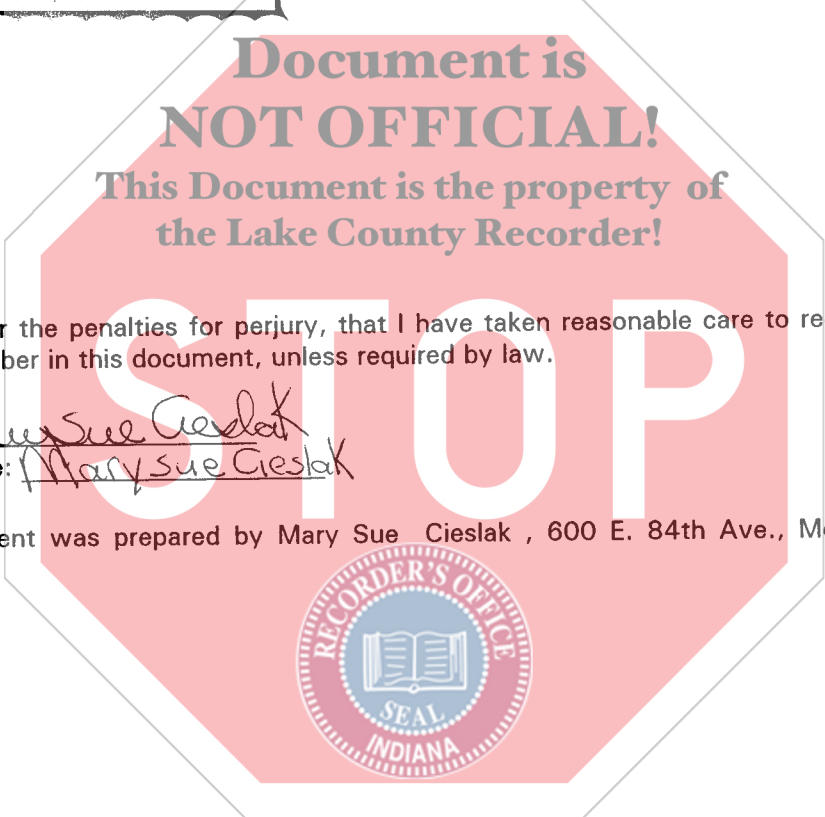 Document is
NOT OFFICIAL!
This Document is the property of
the Lake County Recorder!
STOP
r the penalties for perjury, that I have taken reasonable care to re
ber in this document, unless required by law.
Sue Cieslak
e: Mary Sue Cieslak
ent was prepared by Mary Sue Cieslak , 600 E. 84th Ave., M
RECORDER'S OFFICE
SEAL
INDIANA